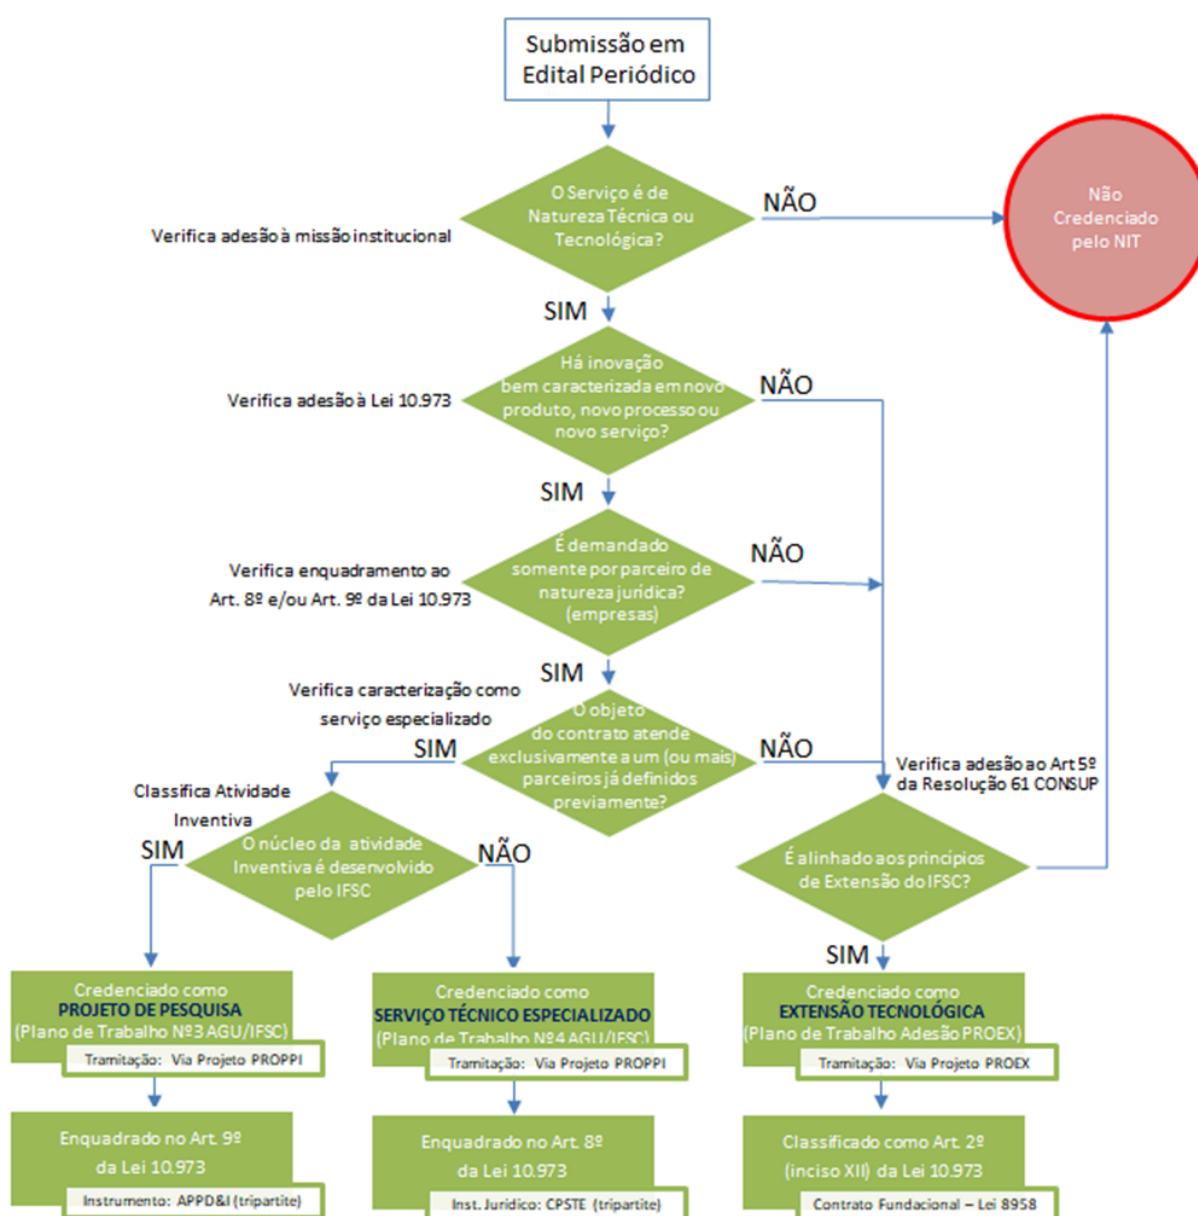 Submissão em
Edital Periódico
O Serviço é de
Natureza Técnica ou
Tecnológica?
NÃO
Não
Credenciado
pelo NIT
Verifica adesão à missão institucional
SIM
Há inovação
bem caracterizada em novo
produto, novo processo ou
novo serviço?
NÃO
Verifica adesão à Lei 10.973
SIM
É demandado
somente por parceiro de
natureza jurídica?
(empresas)
NÃO
Verifica enquadramento ao
Art. 8º e/ou Art. 9º da Lei 10.973
SIM
Verifica caracterização como
serviço especializado
O objeto
do contrato atende
exclusivamente a um (ou mais)
parceiros já definidos
previamente?
SIM
NÃO
Verifica adesão ao Art 5º
da Resolução 61 CONSUP
Classifica Atividade
Inventiva
SIM
O núcleo da atividade
Inventiva é desenvolvido
pelo IFSC
NÃO
É alinhado aos princípios
de Extensão do IFSC?
SIM
Credenciado como
PROJETO DE PESQUISA
(Plano de Trabalho Nº3 AGU/IFSC)
Tramitação: Via Projeto PROPPI
Credenciado como
SERVIÇO TÉCNICO ESPECIALIZADO
(Plano de Trabalho Nº4 AGU/IFSC)
Tramitação: Via Projeto PROPPI
Credenciado como
EXTENSÃO TECNOLÓGICA
(Plano de Trabalho Adesão PROEX)
Tramitação: Via Projeto PROEX
Enquadrado no Art. 9º
da Lei 10.973
Instrumento: APPD&I (tripartite)
Enquadrado no Art. 8º
da Lei 10.973
Inst. Jurídico: CPSTE (tripartite)
Classificado como Art. 2º
(inciso XII) da Lei 10.973
Contrato Fundacional – Lei 8958